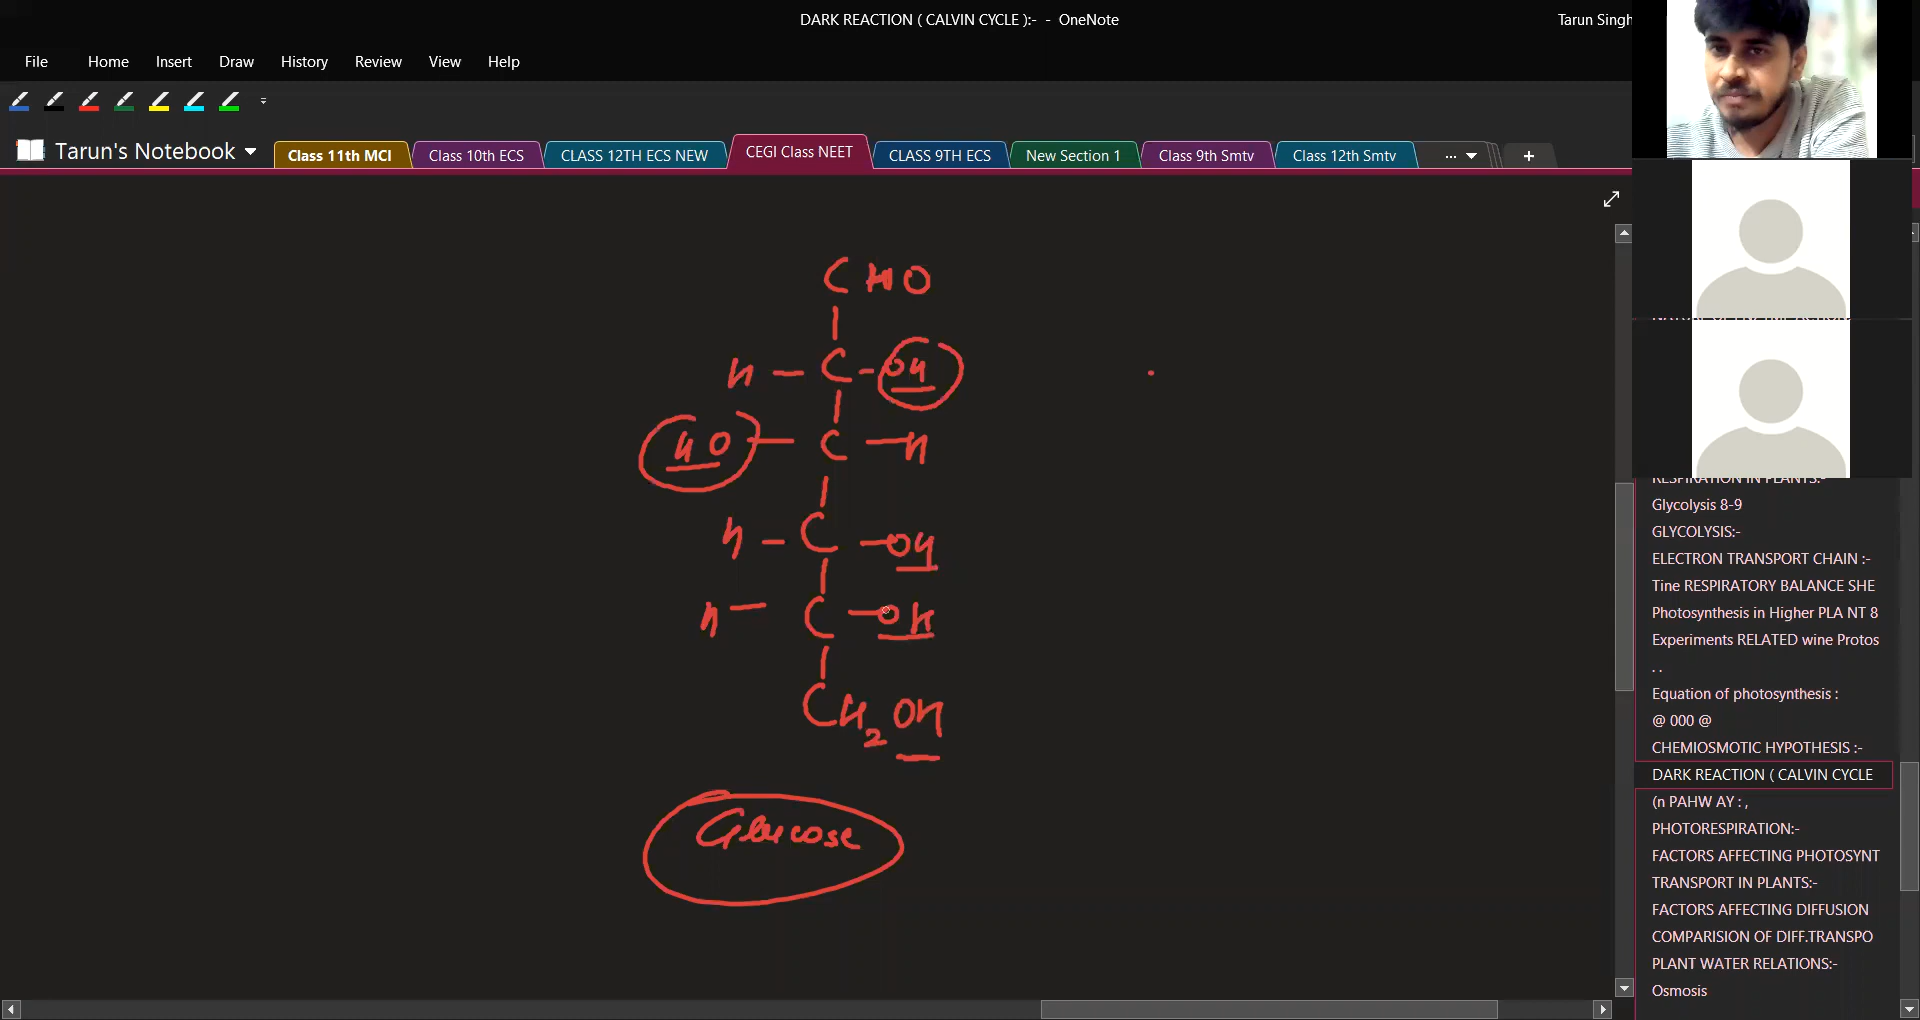 DARK REACTION ( CALVIN CYCLE ):- - OneNote
Tarun Singh
File Home Insert Draw History Review View Help
Tarun's Notebook
Class 11th MCI
Class 10th ECS
CLASS 12TH ECS NEW
CEGI Class NEET
CLASS 9TH ECS
New Section 1
Class 9th Smtv
Class 12th Smtv
...
+
CHO
H - C - OH
HO - C - H
H - C - OH
H - C - OH
CH2OH
Glucose
RESPIRATION IN PLANTS:-
Glycolysis 8-9
GLYCOLYSIS:-
ELECTRON TRANSPORT CHAIN :-
Tine RESPIRATORY BALANCE SHE
Photosynthesis in Higher PLA NT 8
Experiments RELATED wine Protos
. .
Equation of photosynthesis :
@ 000 @
CHEMIOSMOTIC HYPOTHESIS :-
DARK REACTION ( CALVIN CYCLE
(n PAHW AY : ,
PHOTORESPIRATION:-
FACTORS AFFECTING PHOTOSYNT
TRANSPORT IN PLANTS:-
FACTORS AFFECTING DIFFUSION
COMPARISION OF DIFF.TRANSPO
PLANT WATER RELATIONS:-
Osmosis